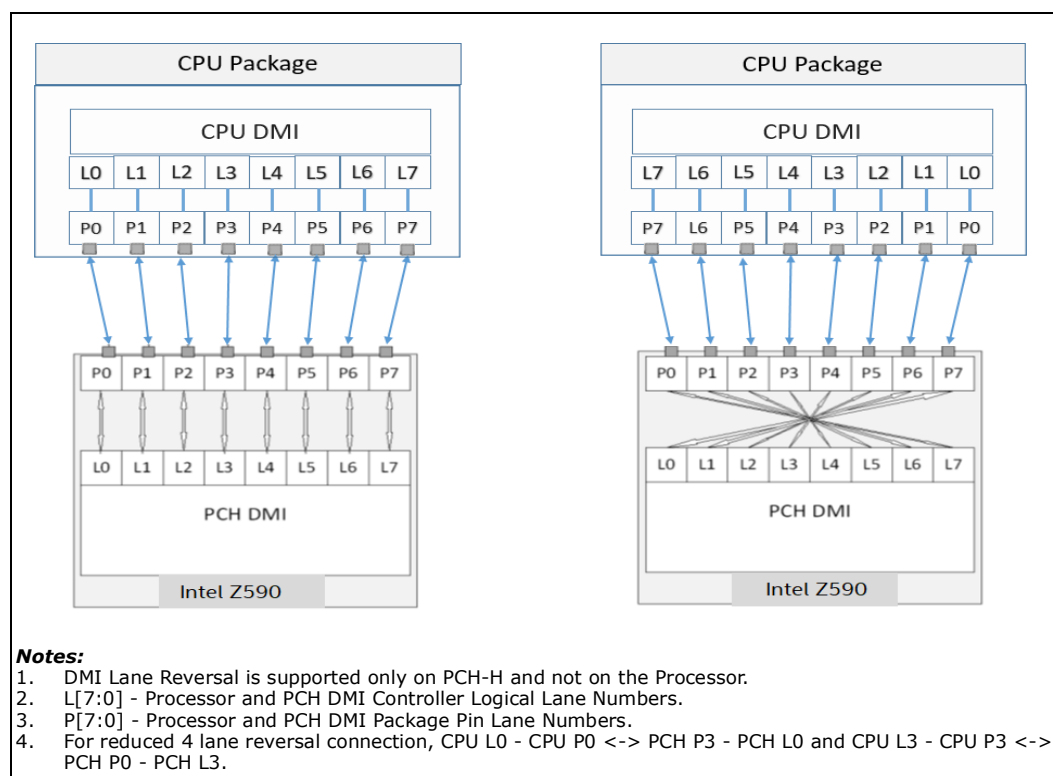 CPU Package
CPU DMI
L0 L1 L2 L3 L4 L5 L6 L7
P0 P1 P2 P3 P4 P5 P6 P7
P0 P1 P2 P3 P4 P5 P6 P7
L0 L1 L2 L3 L4 L5 L6 L7
PCH DMI
Intel Z590
CPU Package
CPU DMI
L7 L6 L5 L4 L3 L2 L1 L0
P7 L6 P5 P4 P3 P2 P1 P0
P0 P1 P2 P3 P4 P5 P6 P7
L0 L1 L2 L3 L4 L5 L6 L7
PCH DMI
Intel Z590
Notes:
1. DMI Lane Reversal is supported only on PCH-H and not on the Processor.
2. L[7:0] - Processor and PCH DMI Controller Logical Lane Numbers.
3. P[7:0] - Processor and PCH DMI Package Pin Lane Numbers.
4. For reduced 4 lane reversal connection, CPU L0 - CPU P0 <-> PCH P3 - PCH L0 and CPU L3 - CPU P3 <->
PCH P0 - PCH L3.